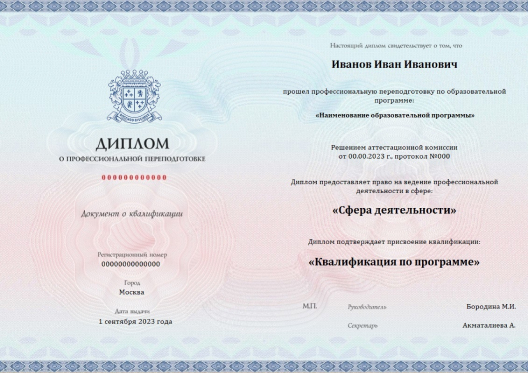 ДИПЛОМ
О ПРОФЕССИОНАЛЬНОЙ ПЕРЕПОДГОТОВКЕ
000000000000
Документ о квалификации
Регистрационный номер
00000000000000
Город
Москва
Дата выдачи
1 сентября 2023 года
Настоящий диплом свидетельствует о том, что
Иванов Иван Иванович
прошел профессиональную переподготовку по образовательной
программе:
«Наименование образовательной программы»
Решением аттестационной комиссии
от 00.00.2023 г., протокол №000
Диплом предоставляет право на ведение профессиональной
деятельности в сфере:
«Сфера деятельности»
Диплом подтверждает присвоение квалификации:
«Квалификация по программе»
М.П. Руководитель Бородина М.И.
Секретарь Акматалиева А.